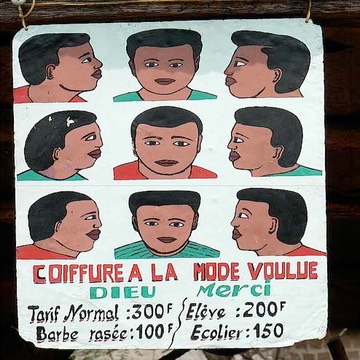 COIFFURE A LA MODE VOULUE
DIEU Merci
Tarif Normal : 300F Elève : 200F
Barbe rasée : 100F Ecolier : 150